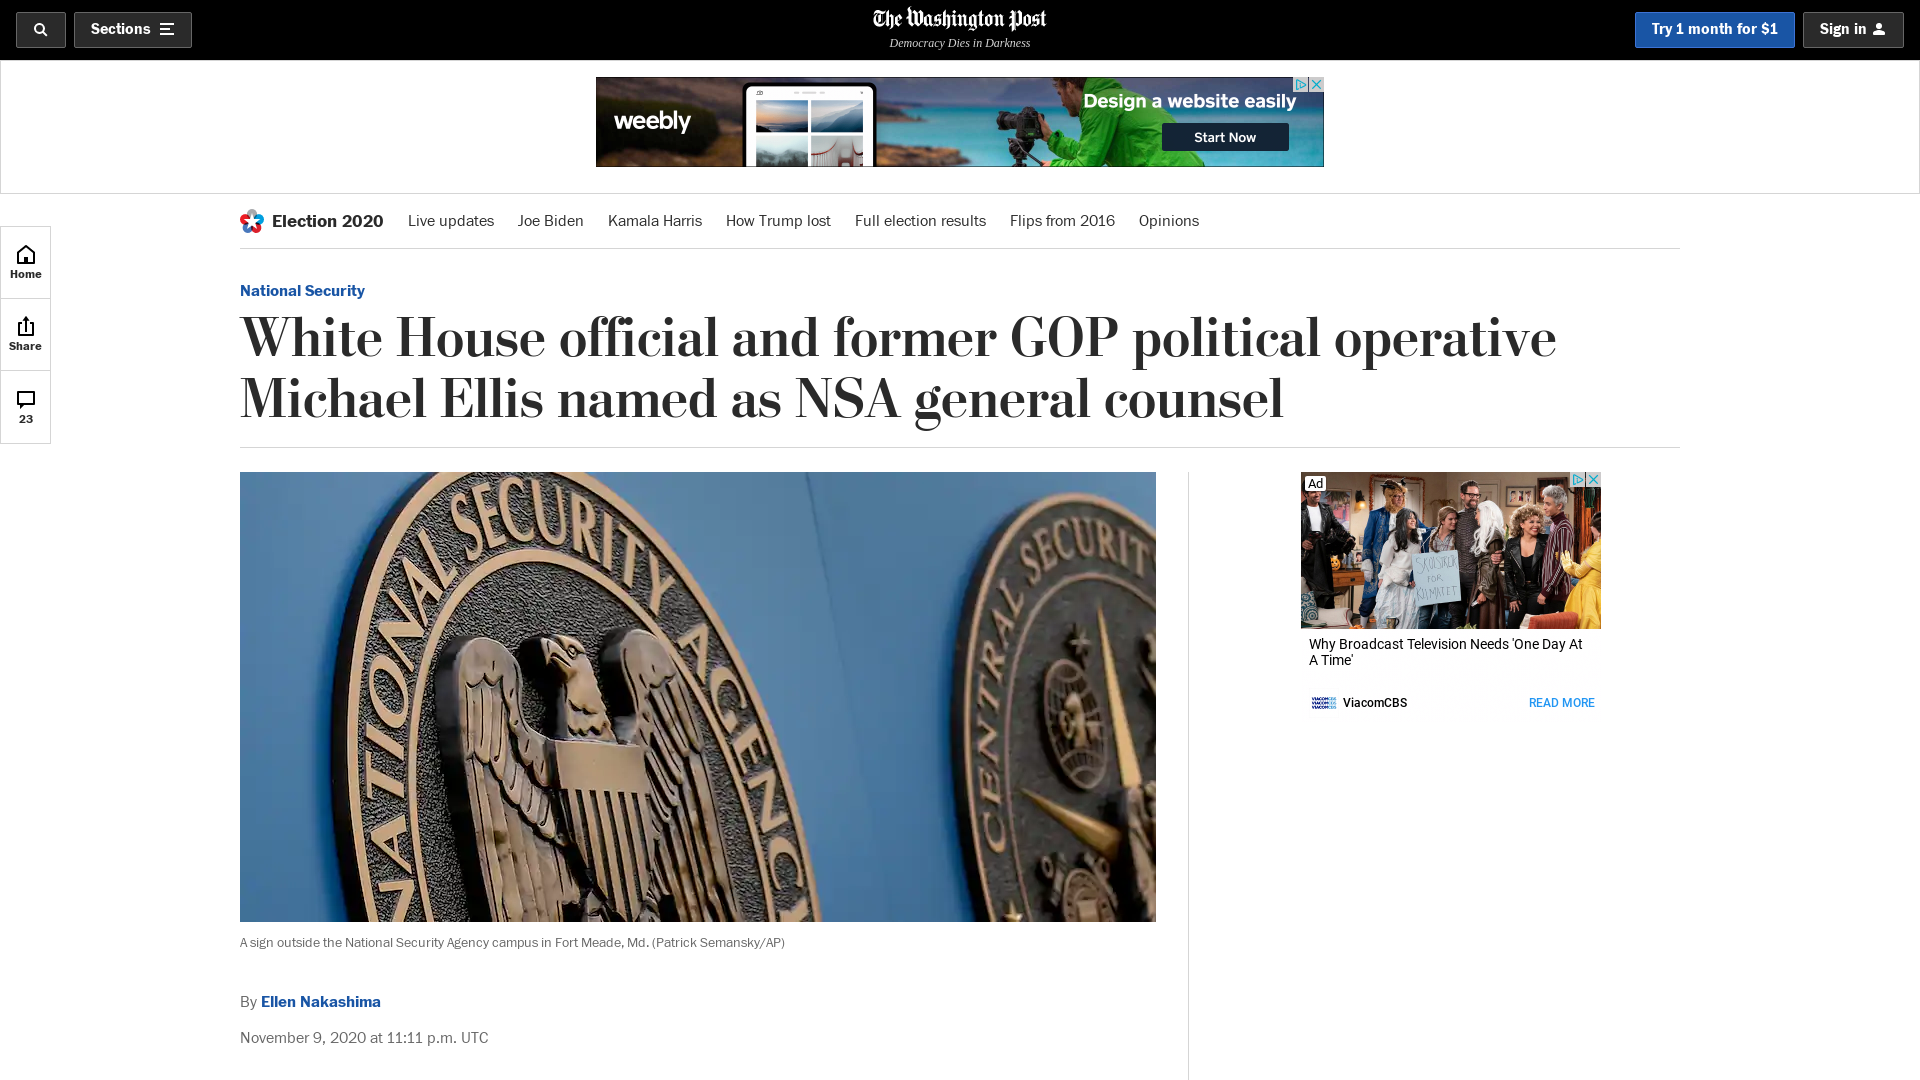 Sections
The Washington Post
Democracy Dies in Darkness
Try 1 month for $1
Sign in
weebly
Design a website easily
Start Now
Election 2020
Live updates
Joe Biden
Kamala Harris
How Trump lost
Full election results
Flips from 2016
Opinions
Home
Share
23
National Security
White House official and former GOP political operative
Michael Ellis named as NSA general counsel
NATIONAL SECURITY AGENCY
CENTRAL SECURITY
Ad
Why Broadcast Television Needs 'One Day At
A Time'
ViacomCBS
READ MORE
A sign outside the National Security Agency campus in Fort Meade, Md. (Patrick Semansky/AP)
By Ellen Nakashima
November 9, 2020 at 11:11 p.m. UTC